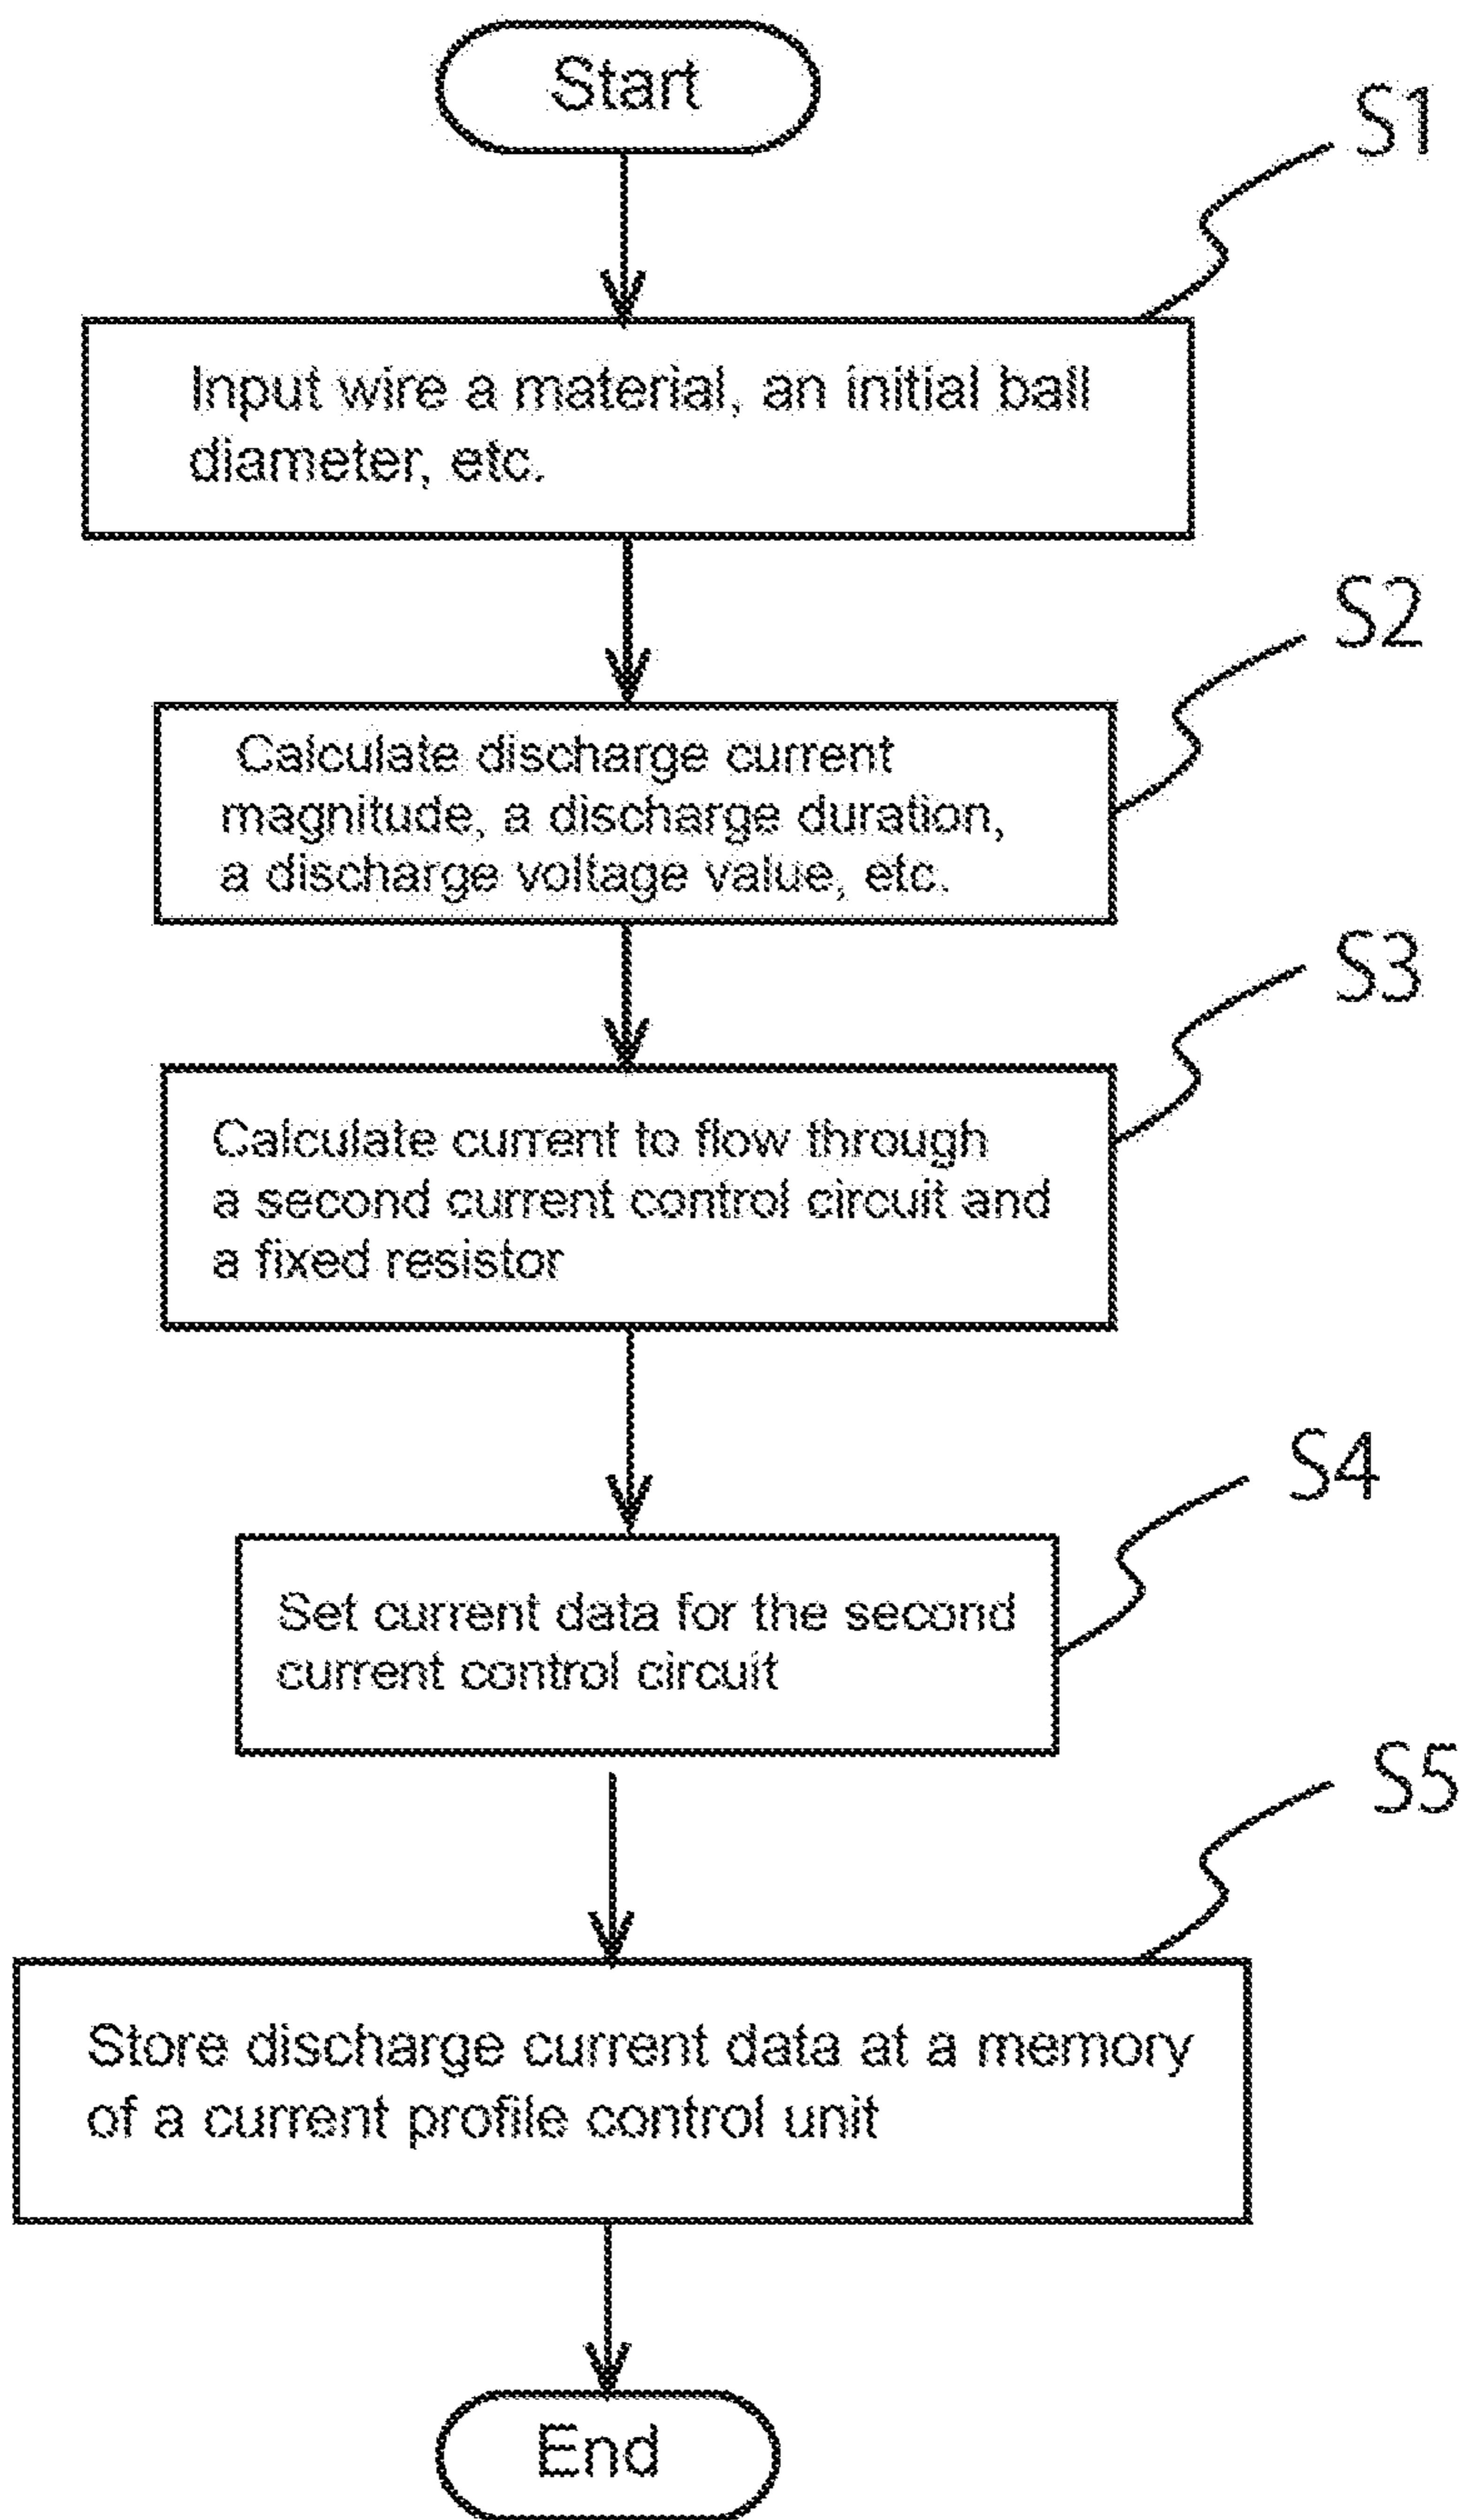 Start
S1
Input wire a material, an initial ball
diameter, etc.
S2
Calculate discharge current
magnitude, a discharge duration,
a discharge voltage value, etc.
S3
Calculate current to flow through
a second current control circuit and
a fixed resistor
S4
Set current data for the second
current control circuit
S5
Store discharge current data at a memory
of a current profile control unit
End